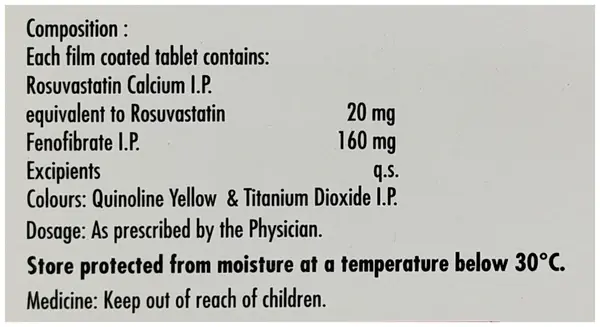 Composition :
Each film coated tablet contains:
Rosuvastatin Calcium I.P.
equivalent to Rosuvastatin 20 mg
Fenofibrate I.P. 160 mg
Excipients q.s.
Colours: Quinoline Yellow & Titanium Dioxide I.P.
Dosage: As prescribed by the Physician.
Store protected from moisture at a temperature below 30°C.
Medicine: Keep out of reach of children.